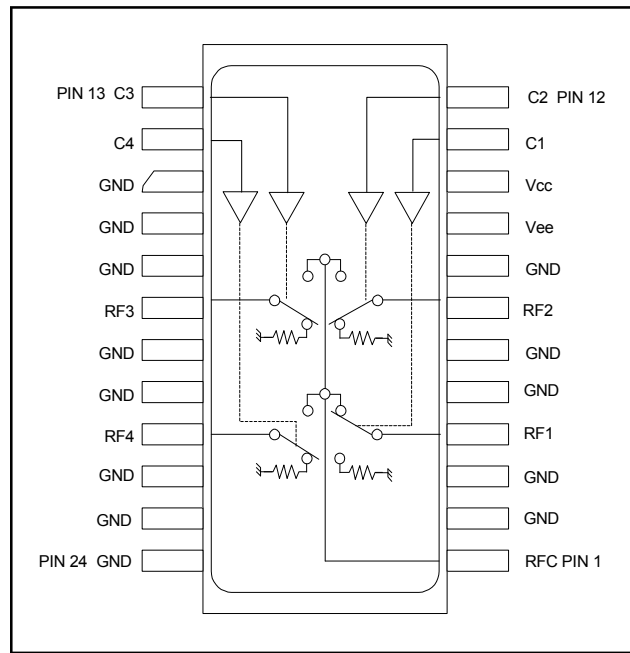 PIN 13 C3
C2 PIN 12
C4
C1
GND
Vcc
GND
Vee
GND
GND
RF3
RF2
GND
GND
GND
GND
RF4
RF1
GND
GND
GND
GND
PIN 24 GND
RFC PIN 1